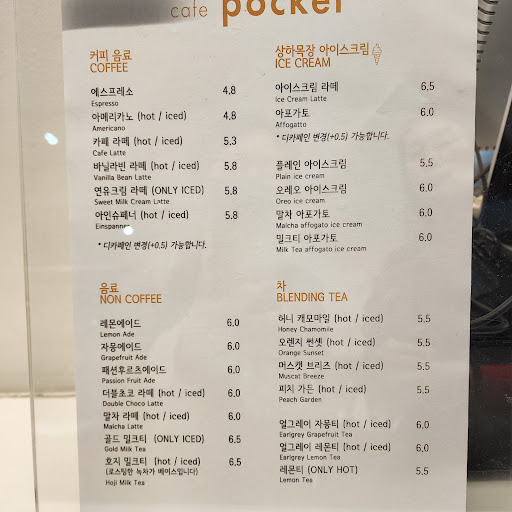 cafe pocket
커피 음료
COFFEE
에스프레소 4.8
Espresso
아메리카노 (hot / iced) 4.8
Americano
카페 라떼 (hot / iced) 5.3
Cafe Latte
바닐라빈 라떼 (hot / iced) 5.8
Vanilla Bean Latte
연유크림 라떼 (ONLY ICED) 5.8
Sweet Milk Cream Latte
아인슈페너 (hot / iced) 5.8
Einspanner
* 디카페인 변경(+0.5) 가능합니다.
상하목장 아이스크림
ICE CREAM
아이스크림 라떼 6.5
Ice Cream Latte
아포가토 6.0
Affogatto
* 디카페인 변경(+0.5) 가능합니다.
플레인 아이스크림 5.5
Plain ice cream
오레오 아이스크림 6.0
Oreo ice cream
말차 아포가토 6.0
Matcha affogato ice cream
밀크티 아포가토 6.0
Milk Tea affogato ice cream
음료
NON COFFEE
레몬에이드 6.0
Lemon Ade
자몽에이드 6.0
Grapefruit Ade
패션후르츠에이드 6.0
Passion Fruit Ade
더블초코 라떼 (hot / iced) 6.0
Double Choco Latte
말차 라떼 (hot / iced) 6.0
Matcha Latte
골드 밀크티 (ONLY ICED) 6.5
Gold Milk Tea
호지 밀크티 (hot / iced) 6.5
(로스팅한 녹차가 베이스입니다)
Hoji Milk Tea
차
BLENDING TEA
허니 캐모마일 (hot / iced) 5.5
Honey Chamomile
오렌지 썬셋 (hot / iced) 5.5
Orange Sunset
머스캣 브리즈 (hot / iced) 5.5
Muscat Breeze
피치 가든 (hot / iced) 5.5
Peach Garden
얼그레이 자몽티 (hot / iced) 6.0
Earlgrey Grapefruit Tea
얼그레이 레몬티 (hot / iced) 6.0
Earlgrey Lemon Tea
레몬티 (ONLY HOT) 5.5
Lemon Tea